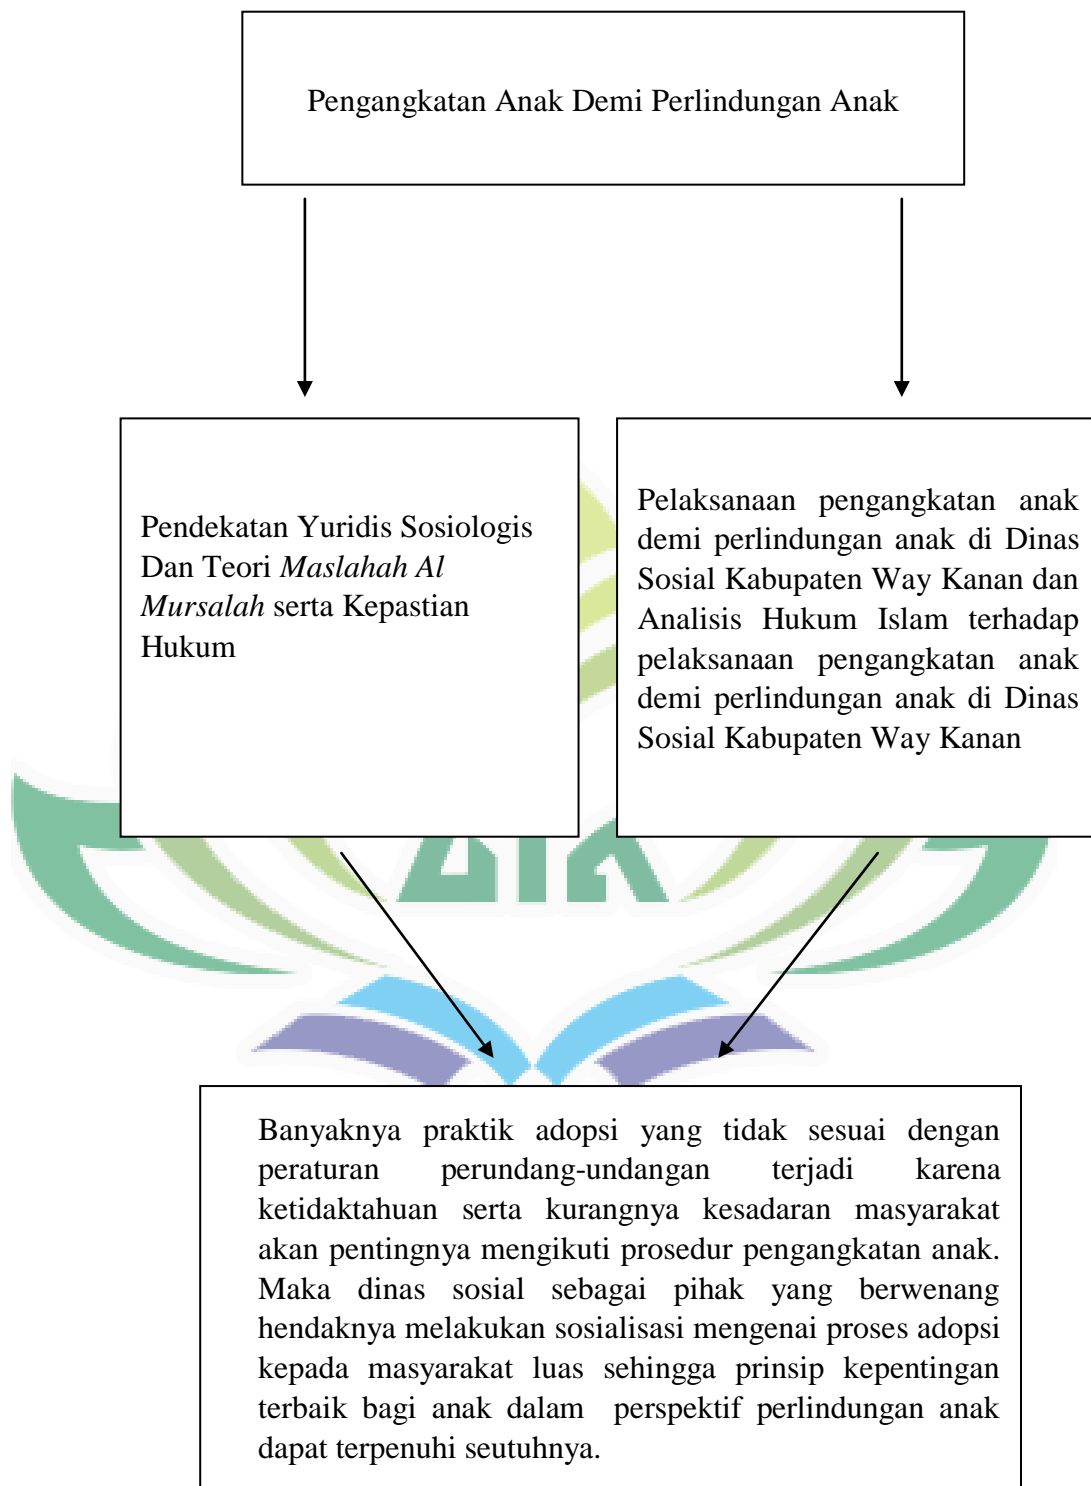 Pengangkatan Anak Demi Perlindungan Anak
Pendekatan Yuridis Sosiologis
Dan Teori Maslahah Al
Mursalah serta Kepastian
Hukum
Pelaksanaan pengangkatan anak
demi perlindungan anak di Dinas
Sosial Kabupaten Way Kanan dan
Analisis Hukum Islam terhadap
pelaksanaan pengangkatan anak
demi perlindungan anak di Dinas
Sosial Kabupaten Way Kanan
Banyaknya praktik adopsi yang tidak sesuai dengan
peraturan perundang-undangan terjadi karena
ketidaktahuan serta kurangnya kesadaran masyarakat
akan pentingnya mengikuti prosedur pengangkatan anak.
Maka dinas sosial sebagai pihak yang berwenang
hendaknya melakukan sosialisasi mengenai proses adopsi
kepada masyarakat luas sehingga prinsip kepentingan
terbaik bagi anak dalam perspektif perlindungan anak
dapat terpenuhi seutuhnya.